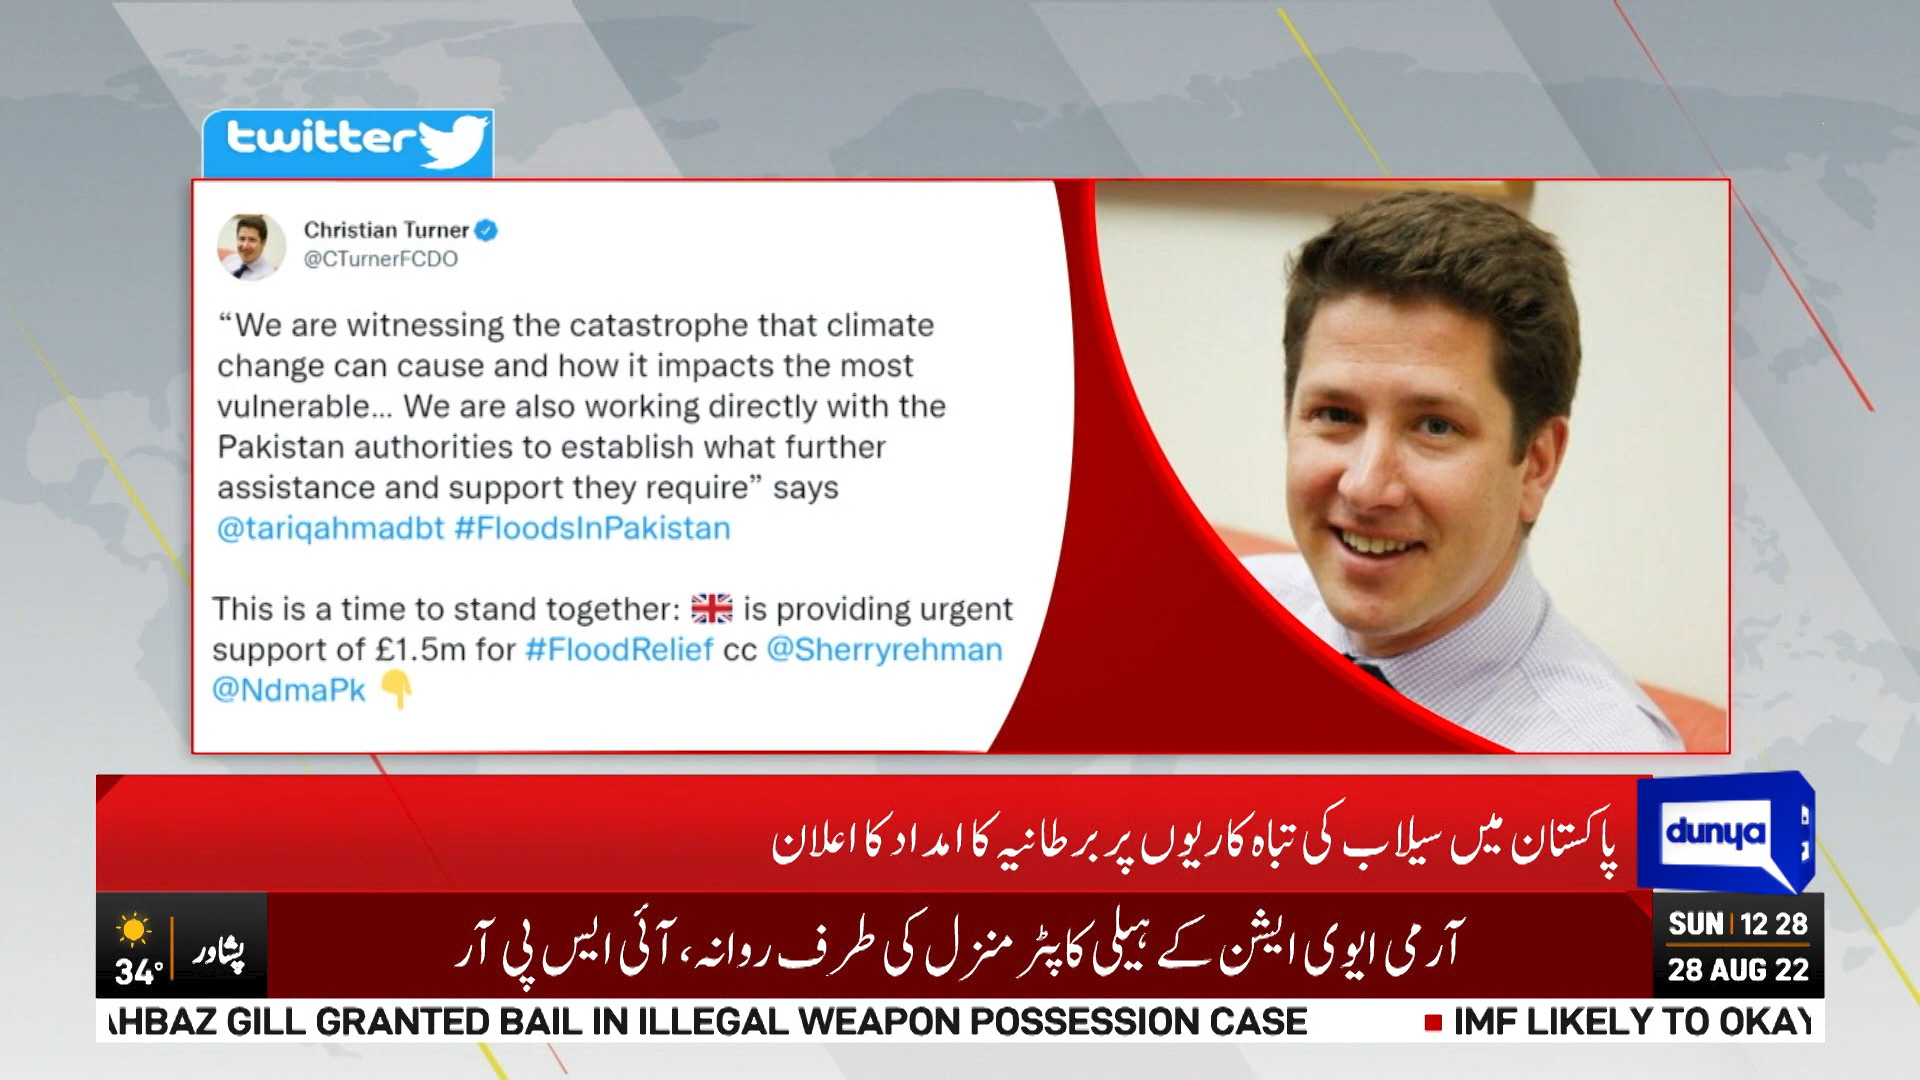 twitter
Christian Turner
@CTurnerFCDO
“We are witnessing the catastrophe that climate
change can cause and how it impacts the most
vulnerable... We are also working directly with the
Pakistan authorities to establish what further
assistance and support they require” says
@tariqahmadbt #FloodsInPakistan
This is a time to stand together: 🇬🇧 is providing urgent
support of £1.5m for #FloodRelief cc @Sherryrehman
@NdmaPk 👇
پاکستان میں سیلاب کی تباہ کاریوں پر برطانیہ کا امداد کا اعلان
dunya
آرمی ایوی ایشن کے ہیلی کاپٹر منزل کی طرف روانہ، آئی ایس پی آر
پشاور
34°
SUN 12 28
28 AUG 22
AHBAZ GILL GRANTED BAIL IN ILLEGAL WEAPON POSSESSION CASE
IMF LIKELY TO OKAY